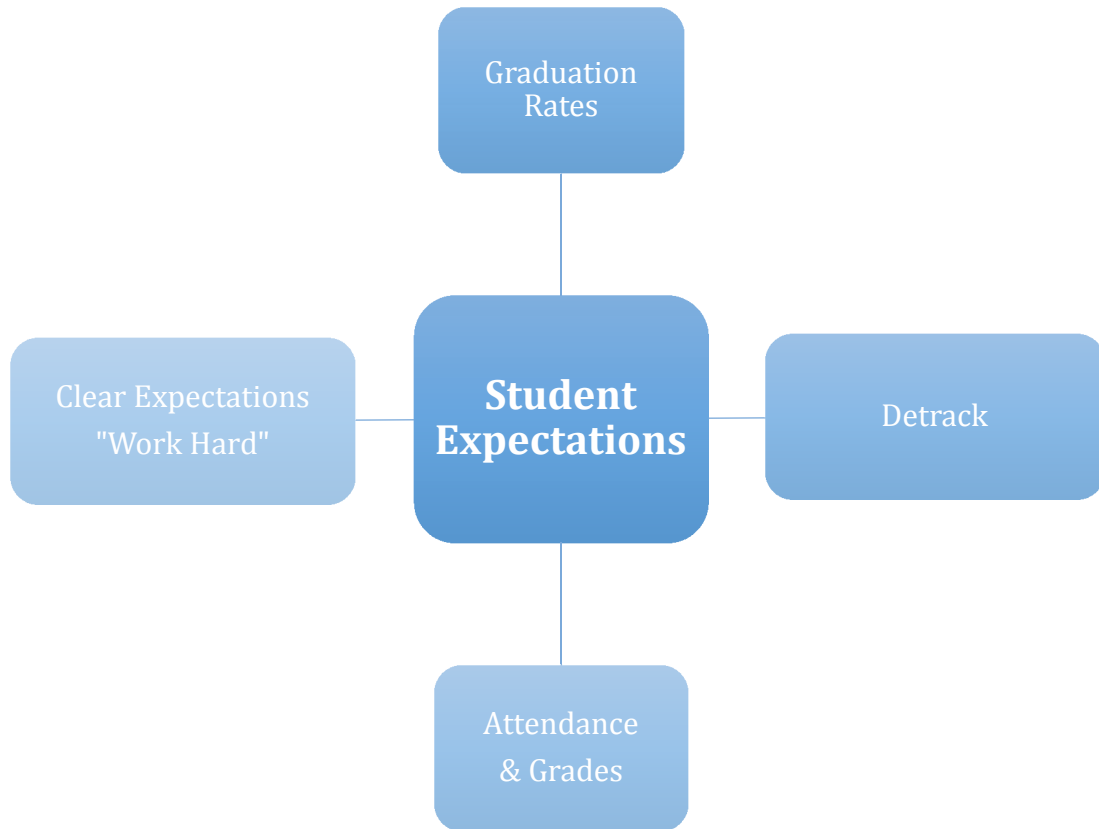 Graduation
Rates
Clear Expectations
"Work Hard"
Student
Expectations
Detrack
Attendance
& Grades